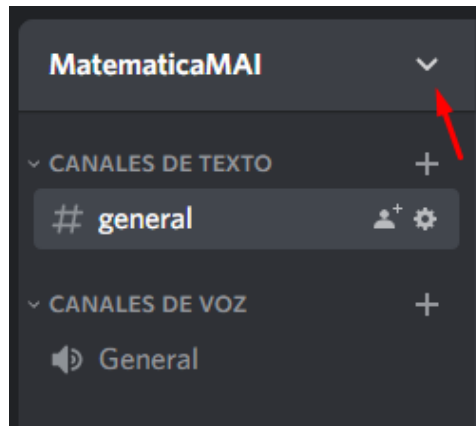 MatematicaMAI
CANALES DE TEXTO
# general
CANALES DE VOZ
General